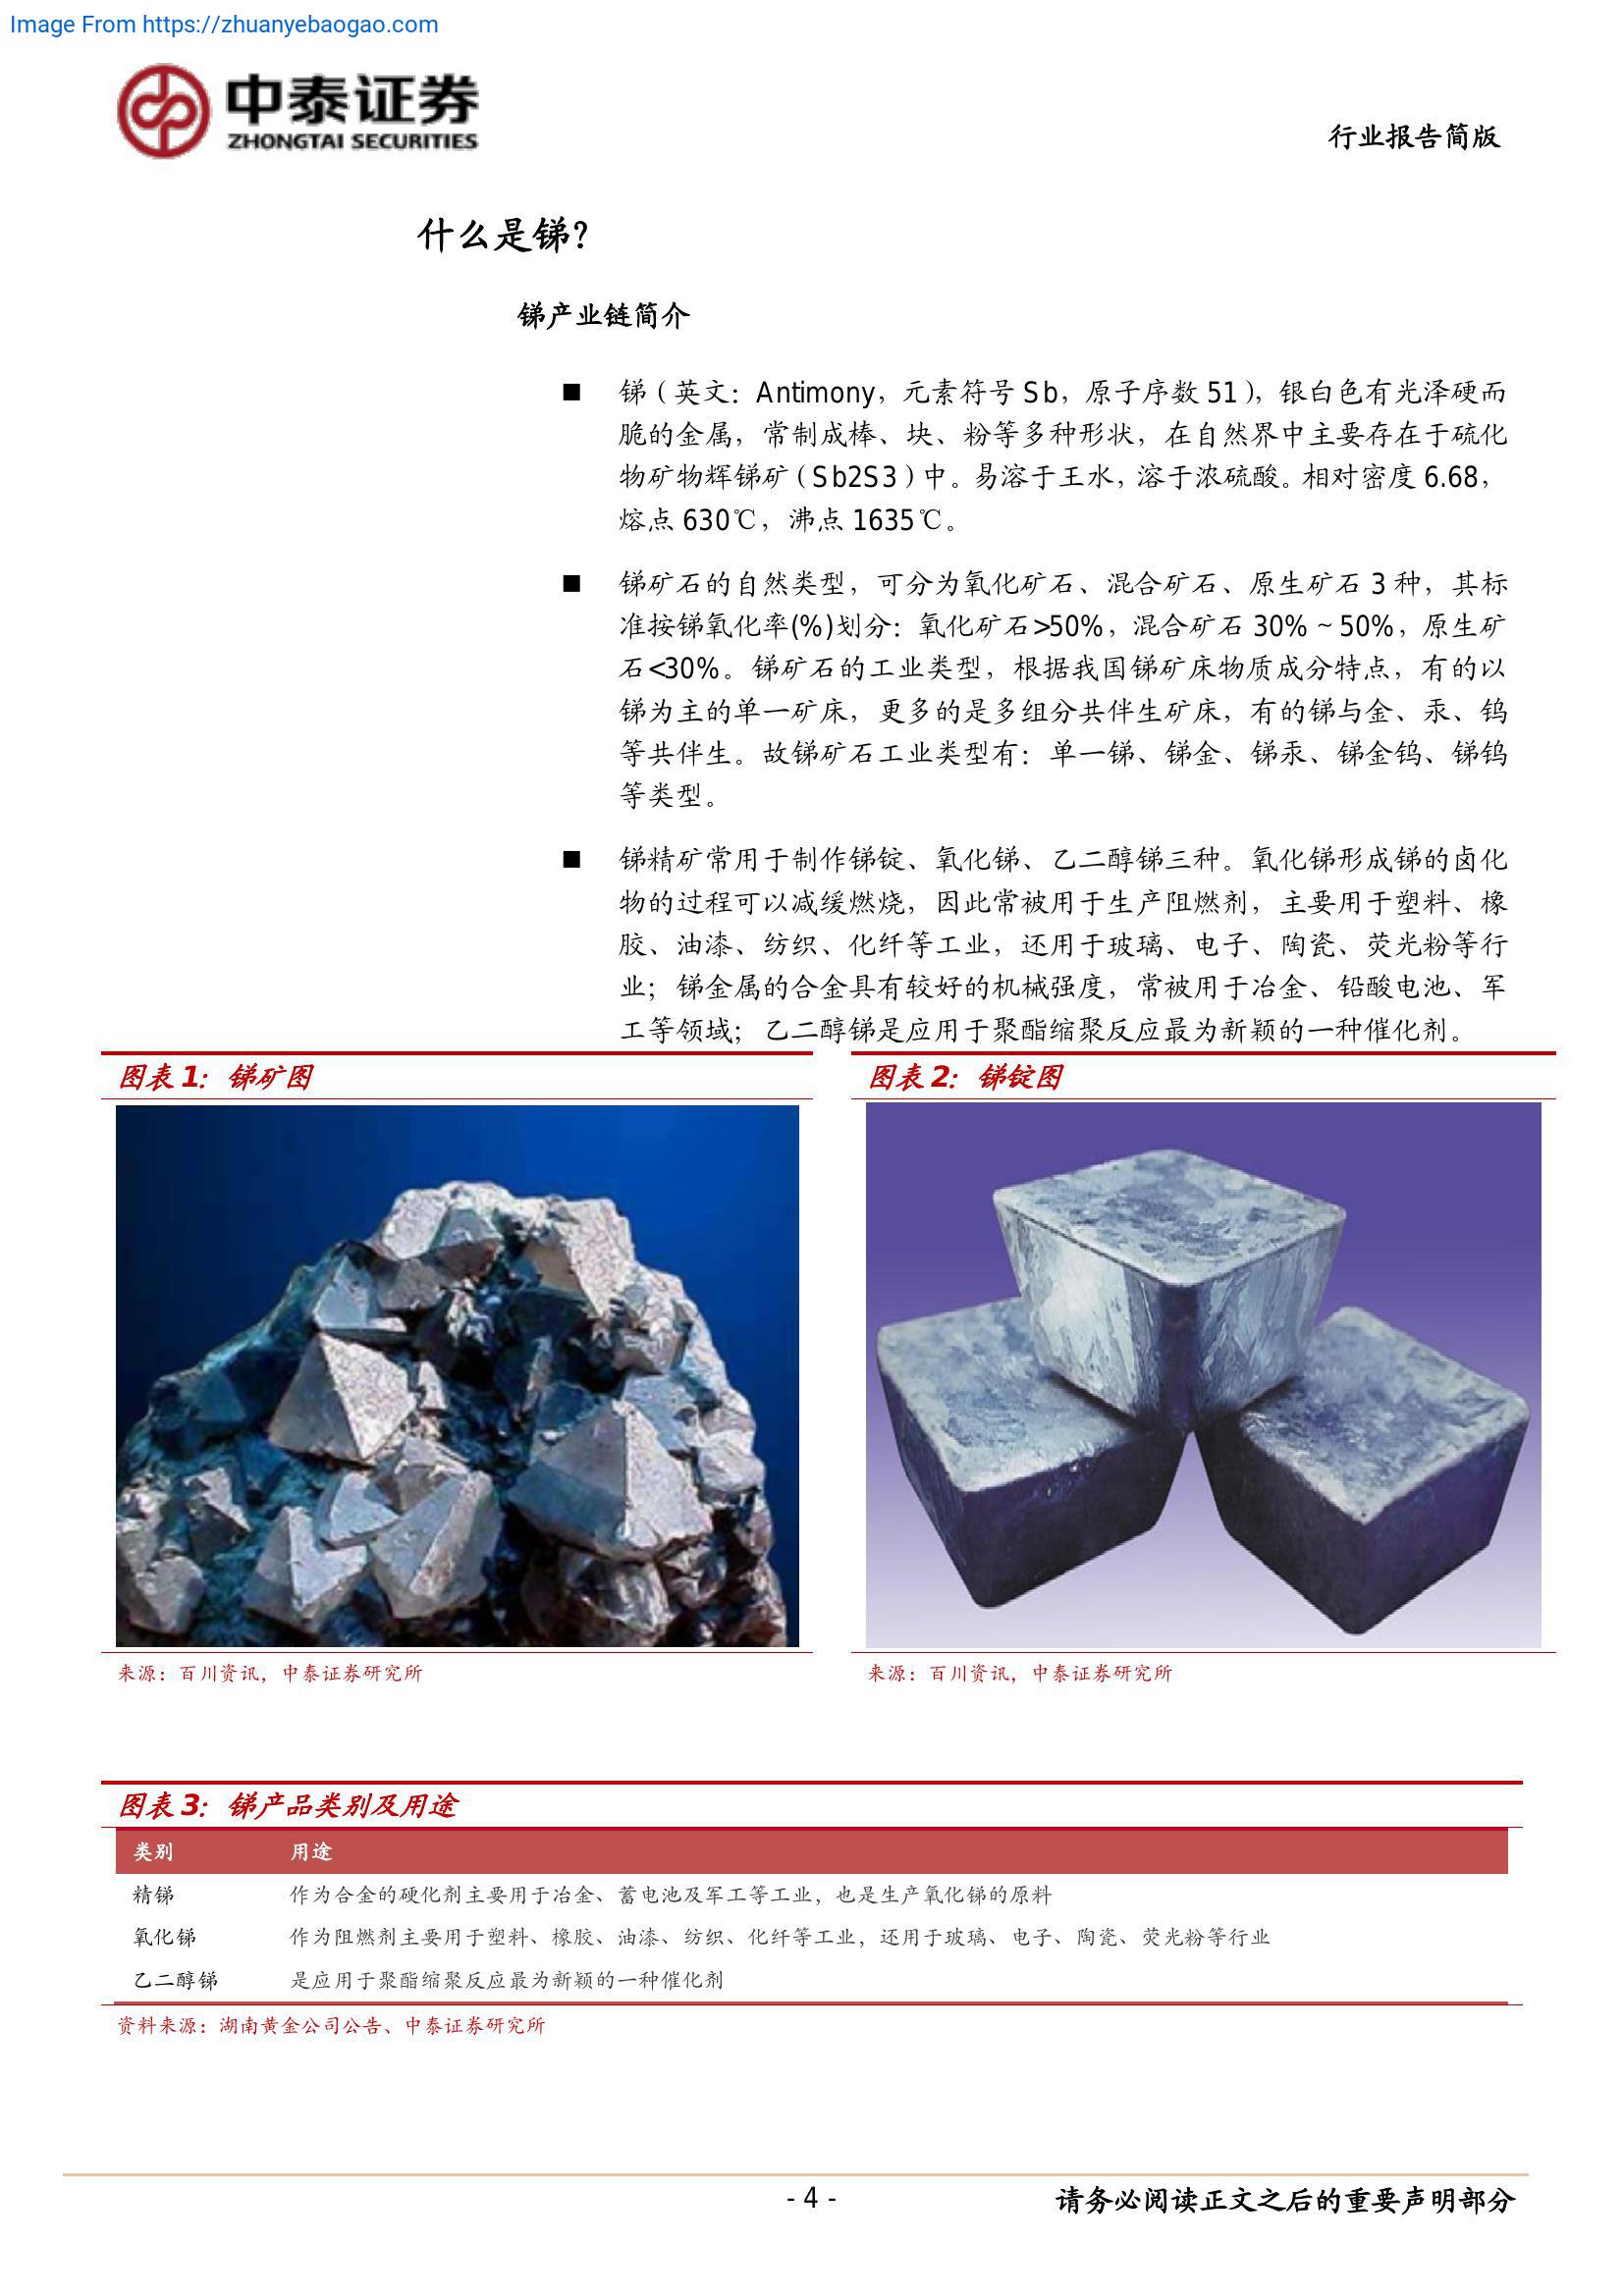 Image From https://zhuanyebaogao.com
中泰证券
ZHONGTAI SECURITIES
行业报告简版
什么是锑?
锑产业链简介
■ 锑（英文：Antimony，元素符号 Sb，原子序数 51），银白色有光泽硬而
脆的金属，常制成棒、块、粉等多种形状，在自然界中主要存在于硫化
物矿物辉锑矿（Sb2S3）中。易溶于王水，溶于浓硫酸。相对密度 6.68，
熔点 630℃，沸点 1635℃。
■ 锑矿石的自然类型，可分为氧化矿石、混合矿石、原生矿石 3 种，其标
准按锑氧化率(%)划分：氧化矿石>50%，混合矿石 30%～50%，原生矿
石<30%。锑矿石的工业类型，根据我国锑矿床物质成分特点，有的以
锑为主的单一矿床，更多的是多组分共伴生矿床，有的锑与金、汞、钨
等共伴生。故锑矿石工业类型有：单一锑、锑金、锑汞、锑金钨、锑钨
等类型。
■ 锑精矿常用于制作锑锭、氧化锑、乙二醇锑三种。氧化锑形成锑的卤化
物的过程可以减缓燃烧，因此常被用于生产阻燃剂，主要用于塑料、橡
胶、油漆、纺织、化纤等工业，还用于玻璃、电子、陶瓷、荧光粉等行
业；锑金属的合金具有较好的机械强度，常被用于冶金、铅酸电池、军
工等领域；乙二醇锑是应用于聚酯缩聚反应最为新颖的一种催化剂。
图表 1：锑矿图
图表 2：锑锭图
来源：百川资讯，中泰证券研究所
来源：百川资讯，中泰证券研究所
图表 3：锑产品类别及用途
类别 用途
精锑 作为合金的硬化剂主要用于冶金、蓄电池及军工等工业，也是生产氧化锑的原料
氧化锑 作为阻燃剂主要用于塑料、橡胶、油漆、纺织、化纤等工业，还用于玻璃、电子、陶瓷、荧光粉等行业
乙二醇锑 是应用于聚酯缩聚反应最为新颖的一种催化剂
资料来源：湖南黄金公司公告、中泰证券研究所
- 4 -
请务必阅读正文之后的重要声明部分